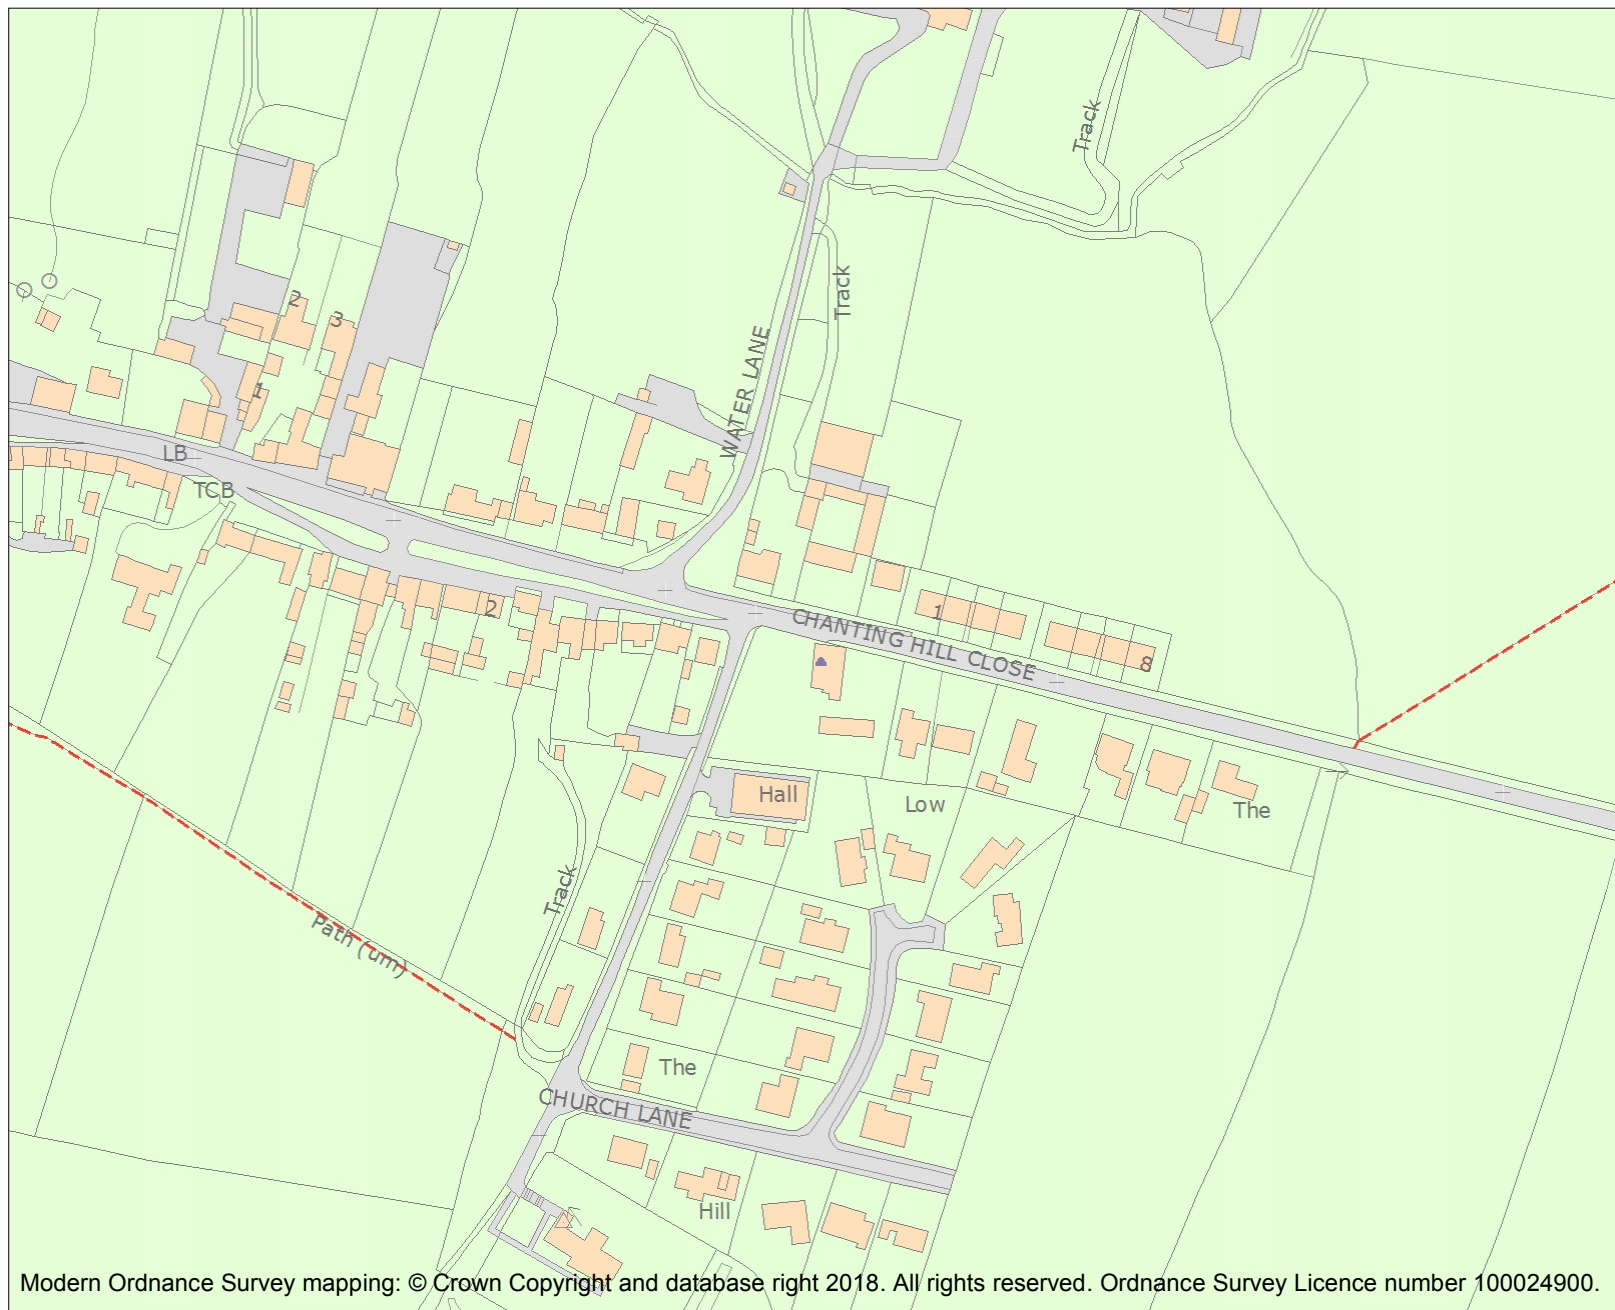 Track
Track
2
3
WATER LANE
1
LB
TCB
2
1
CHANTING HILL CLOSE
8
Hall
Low
The
Track
Path (um)
The
CHURCH LANE
Hill
Modern Ordnance Survey mapping: © Crown Copyright and database right 2018. All rights reserved. Ordnance Survey Licence number 100024900.